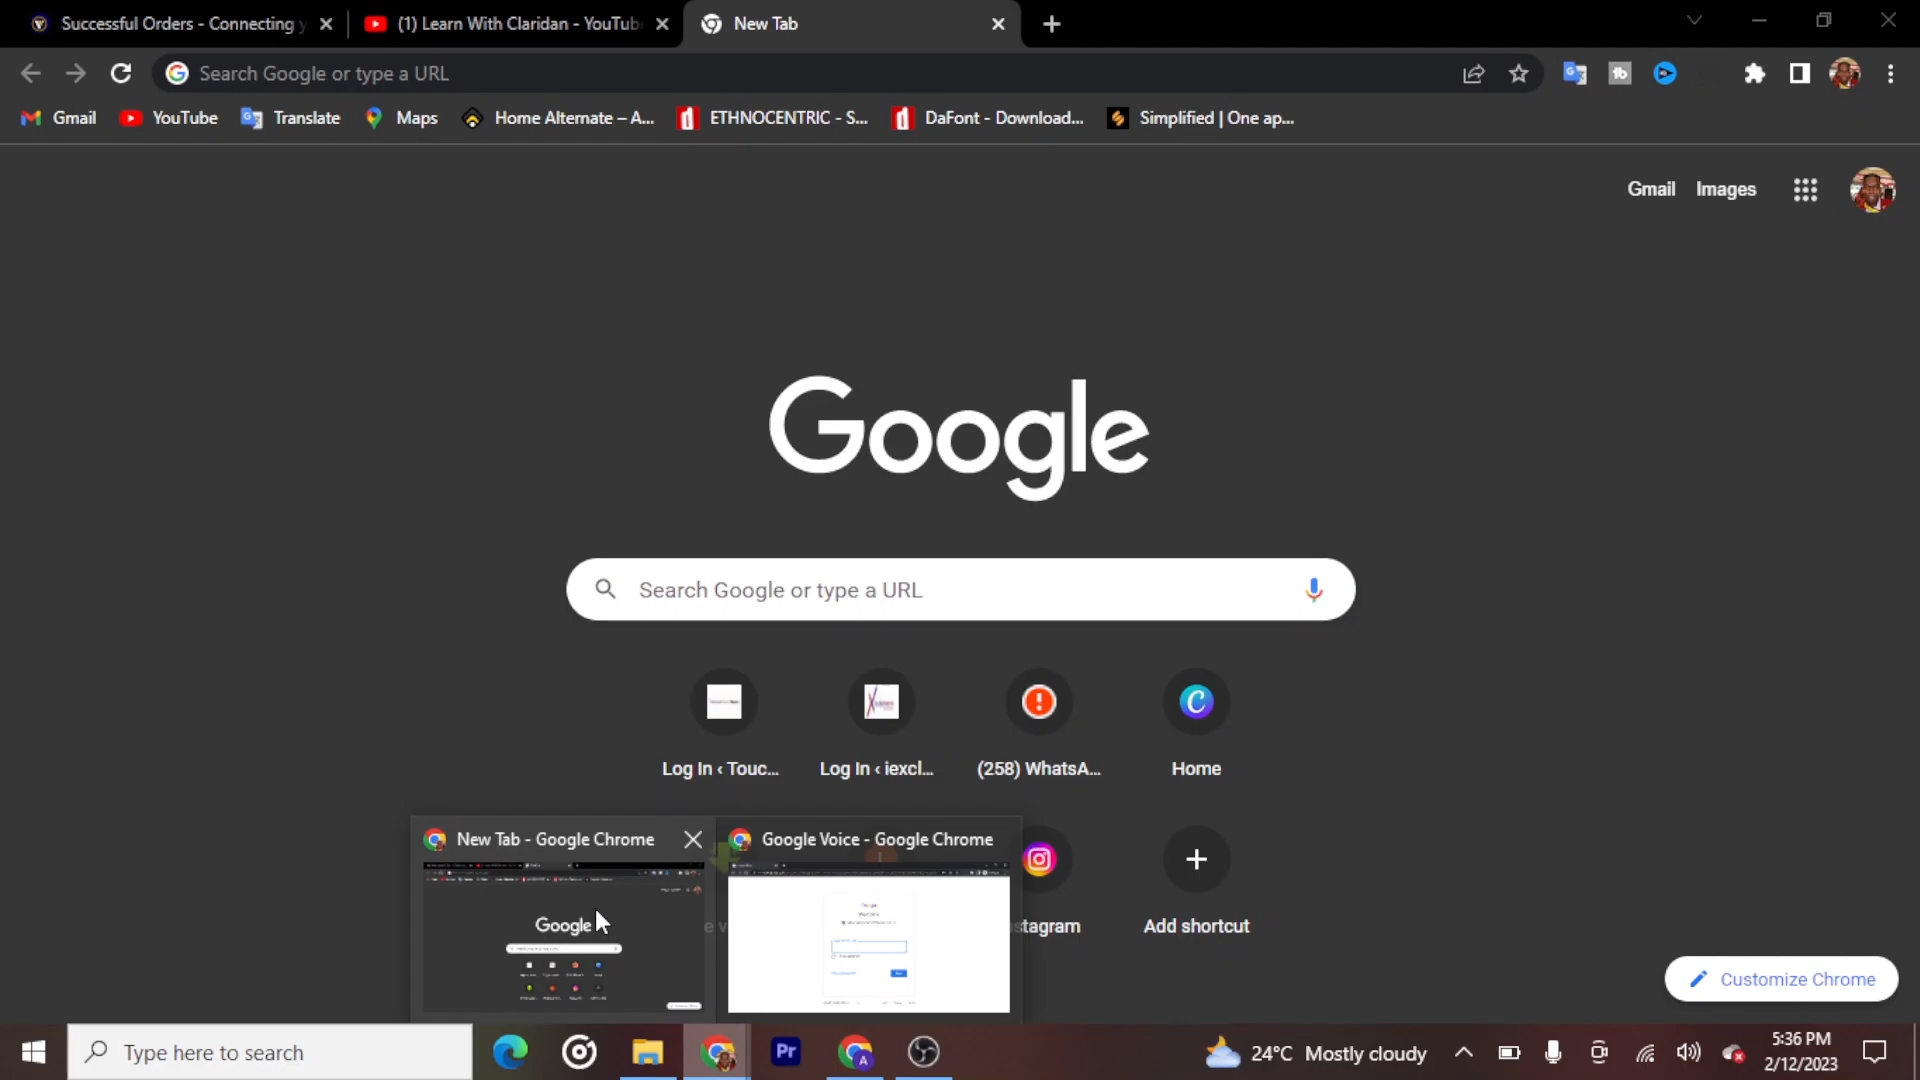 Successful Orders - Connecting y
(1) Learn With Claridan - YouTub
New Tab
Search Google or type a URL
Gmail
YouTube
Translate
Maps
Home Alternate – A...
ETHNOCENTRIC - S...
DaFont - Download...
Simplified | One ap...
Gmail
Images
Google
Search Google or type a URL
Log In ‹ Touc...
Log In ‹ iexcl...
(258) WhatsA...
Home
New Tab - Google Chrome
Google Voice - Google Chrome
Google
stagram
Add shortcut
Customize Chrome
Type here to search
Pr
A
24°C Mostly cloudy
5:36 PM
2/12/2023